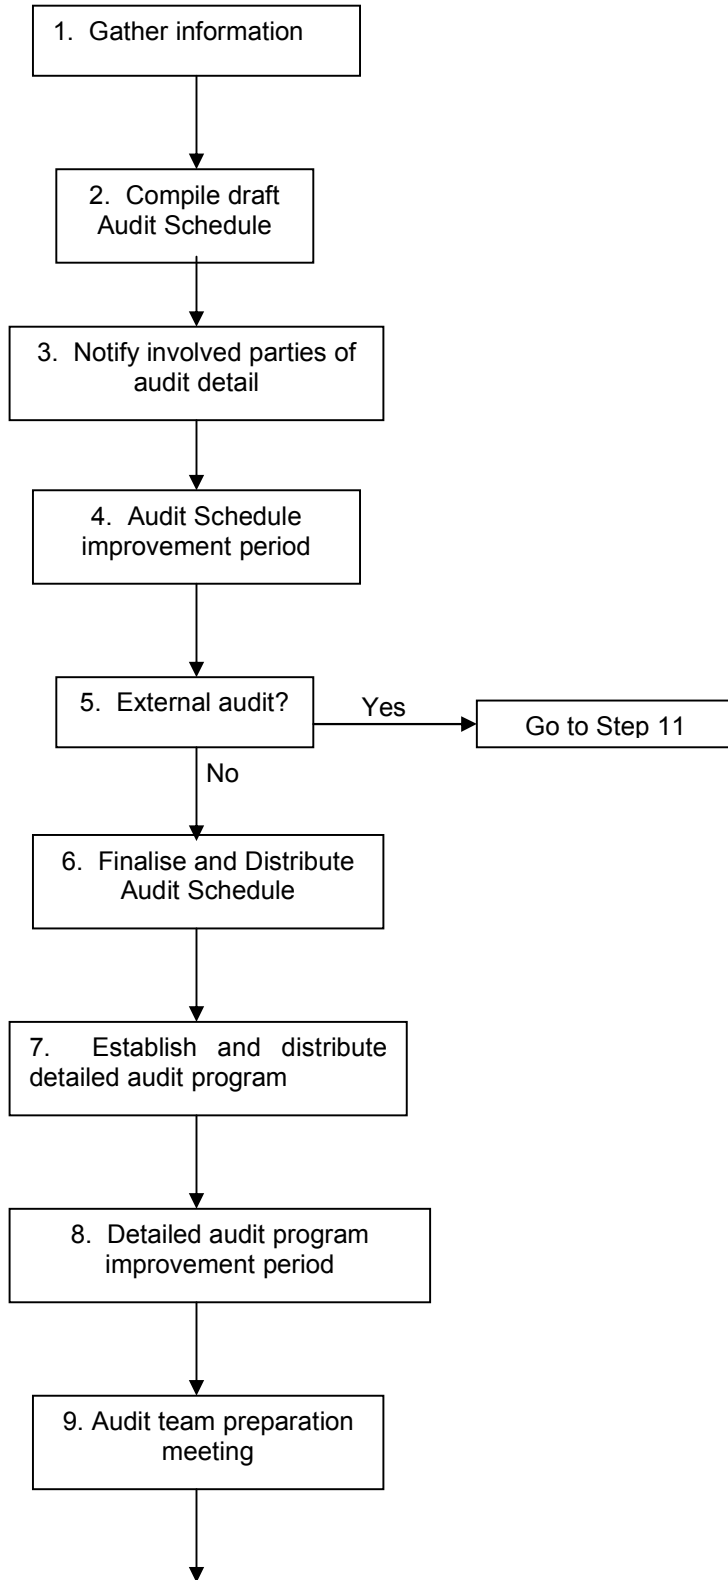 1. Gather information
2. Compile draft
Audit Schedule
3. Notify involved parties of
audit detail
4. Audit Schedule
improvement period
5. External audit?
Yes
Go to Step 11
No
6. Finalise and Distribute
Audit Schedule
7. Establish and distribute
detailed audit program
8. Detailed audit program
improvement period
9. Audit team preparation
meeting